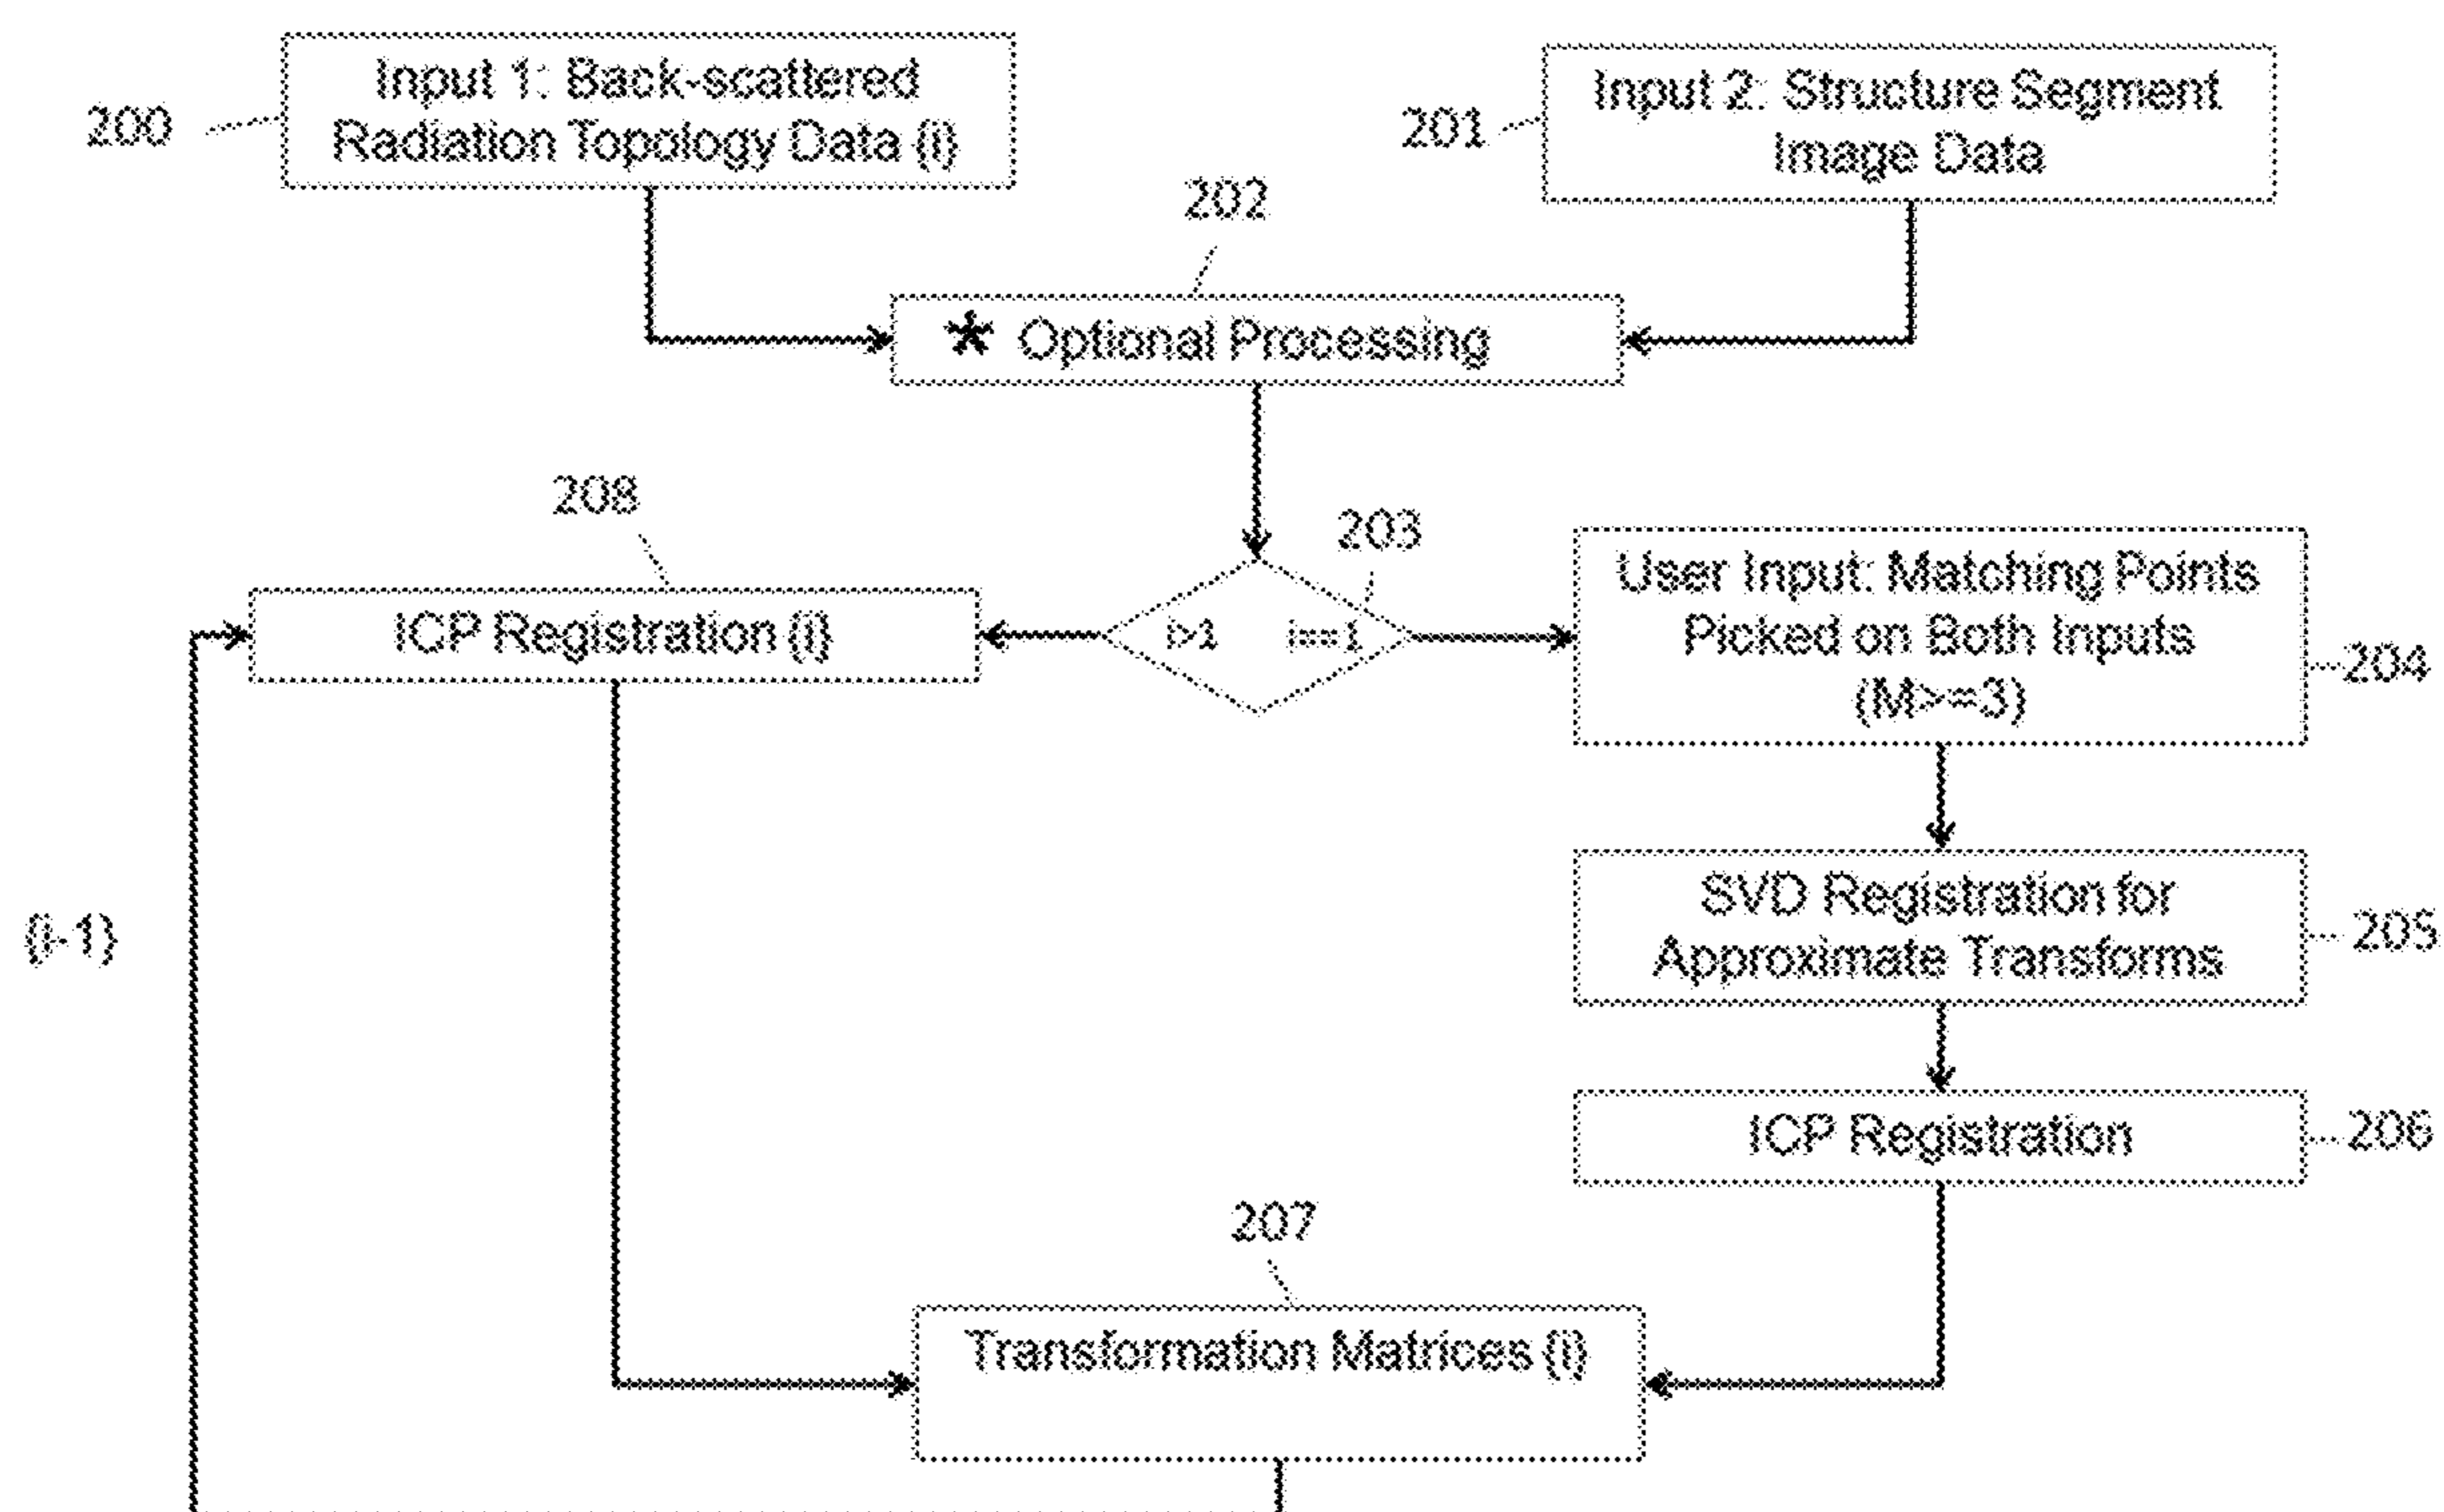 200
Input 1: Back-scattered
Radiation Topology Data (i)
201
Input 2: Structure Segment
Image Data
202
* Optional Processing
208
ICP Registration (i)
203
i>1
i==1
User Input: Matching Points
Picked on Both Inputs
(M>=3)
204
(i-1)
SVD Registration for
Approximate Transforms
205
ICP Registration
206
207
Transformation Matrices (i)